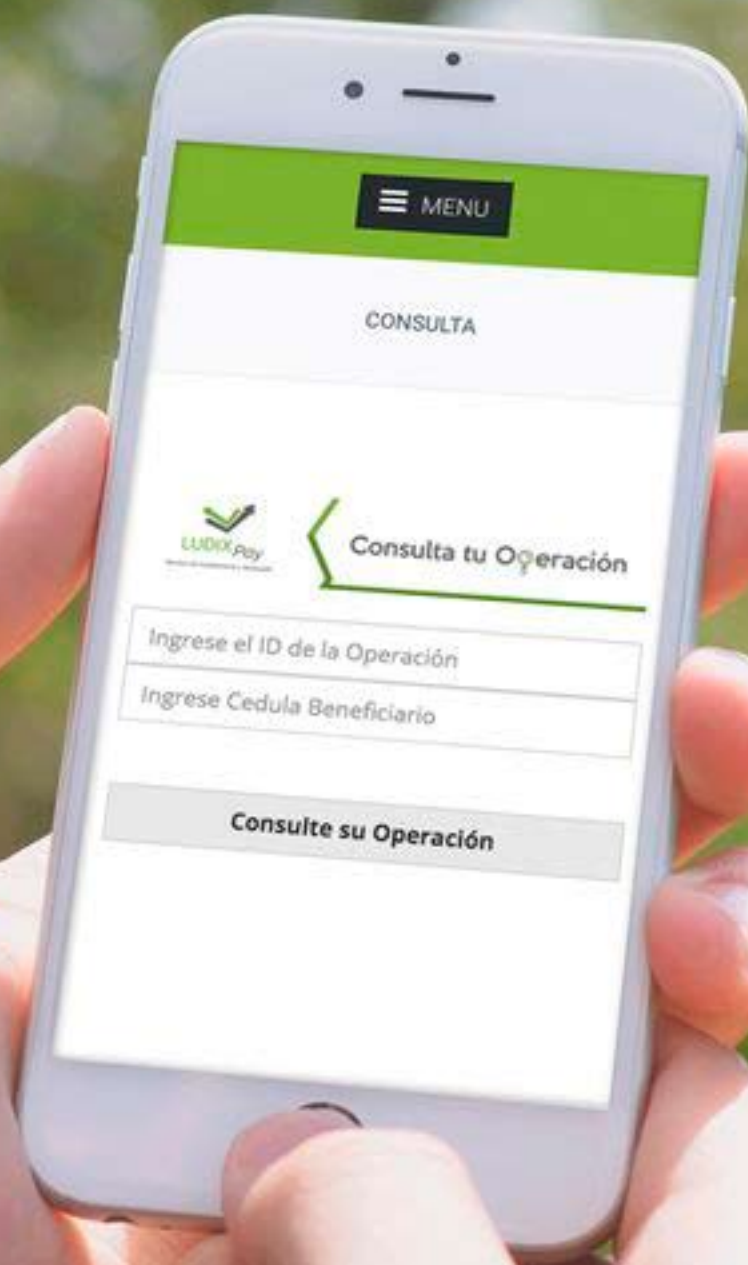 MENU
CONSULTA
LUDIX Pay
Consulta tu Operación
Ingrese el ID de la Operación
Ingrese Cedula Beneficiario
Consulte su Operación